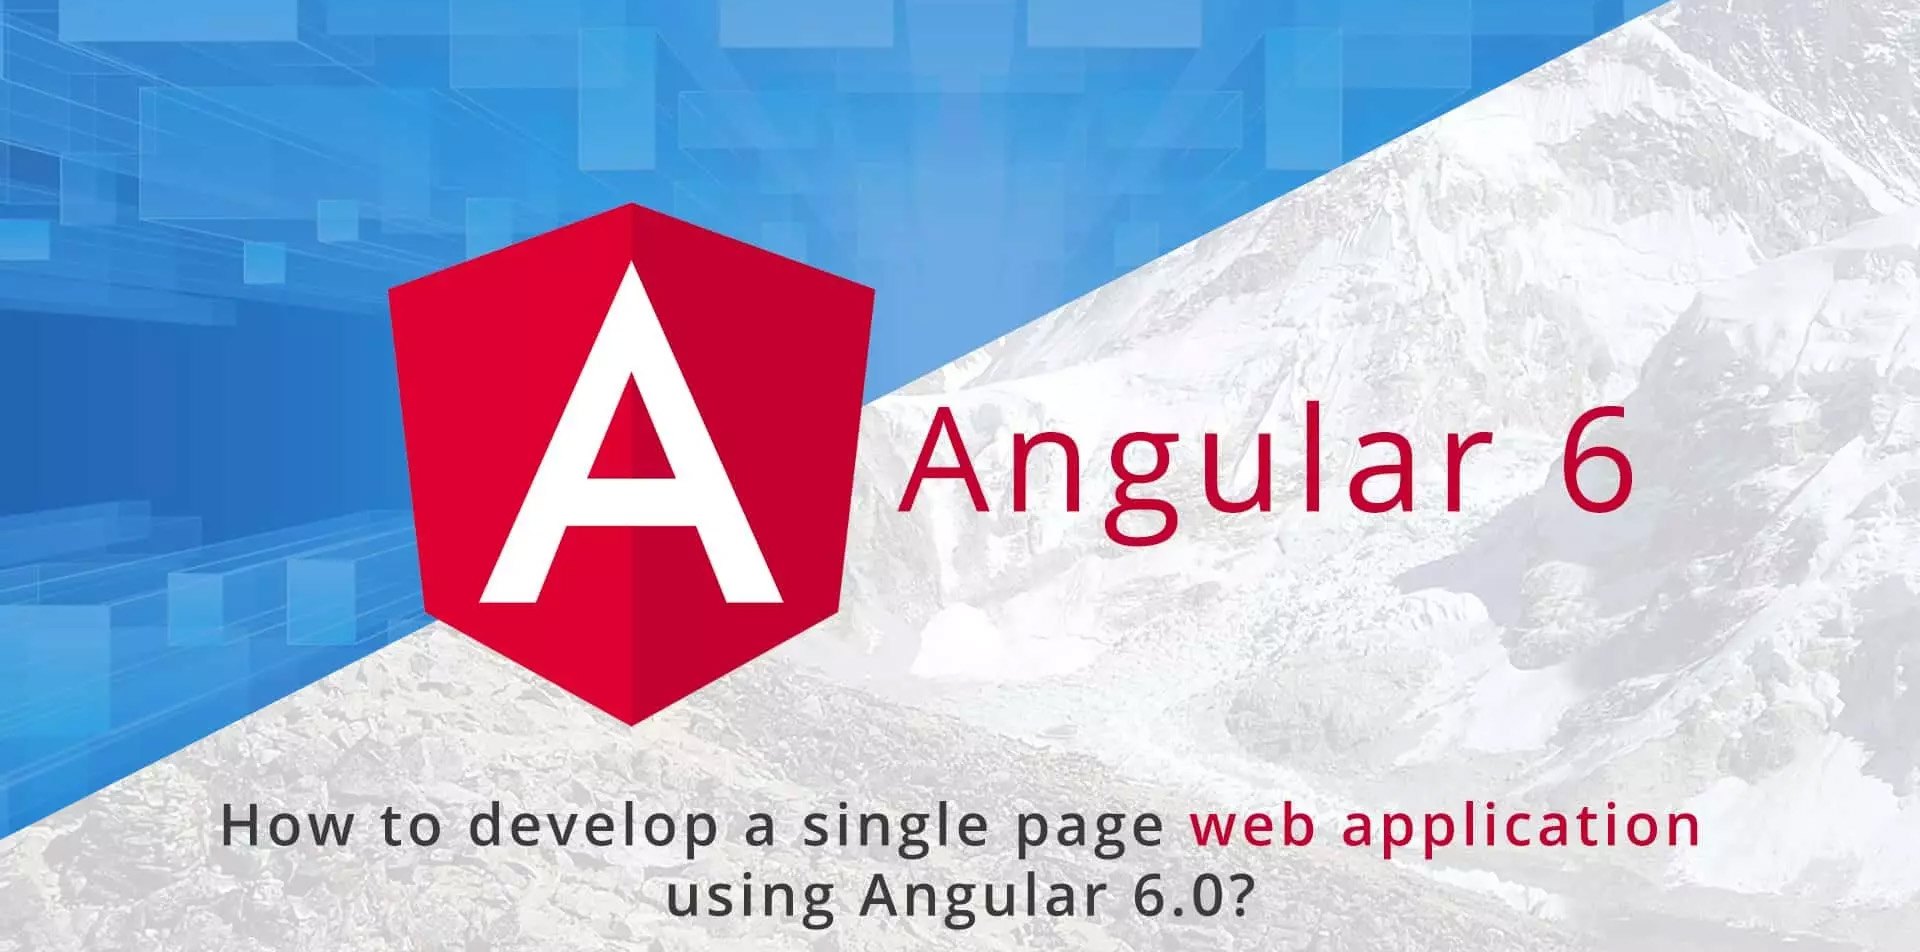 A
Angular 6
How to develop a single page web application
using Angular 6.0?